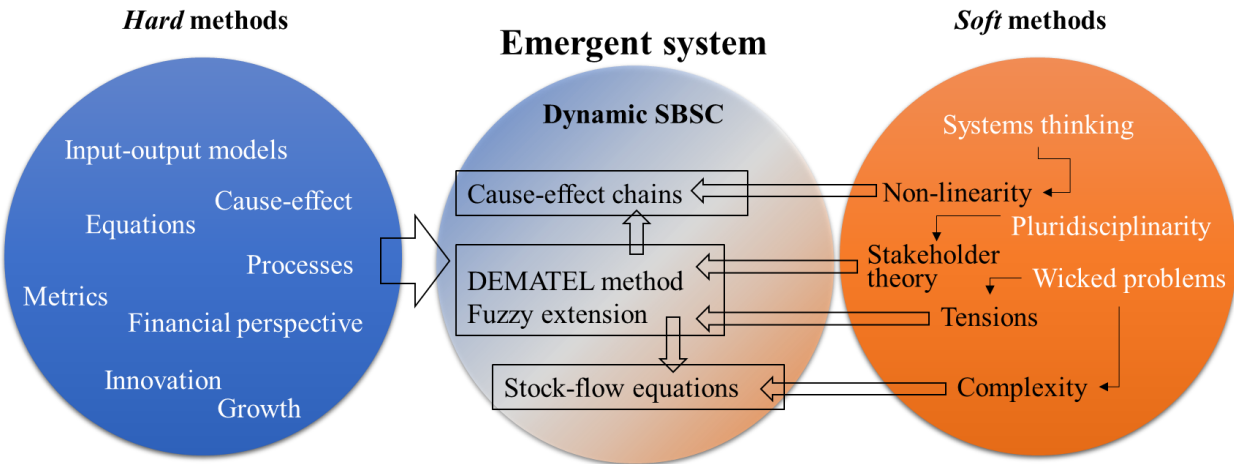 Hard methods
Input-output models
Cause-effect
Equations
Processes
Metrics
Financial perspective
Innovation
Growth
Emergent system
Dynamic SBSC
Cause-effect chains
DEMATEL method
Fuzzy extension
Stock-flow equations
Soft methods
Systems thinking
Non-linearity
Pluridisciplinarity
Stakeholder
theory
Wicked problems
Tensions
Complexity